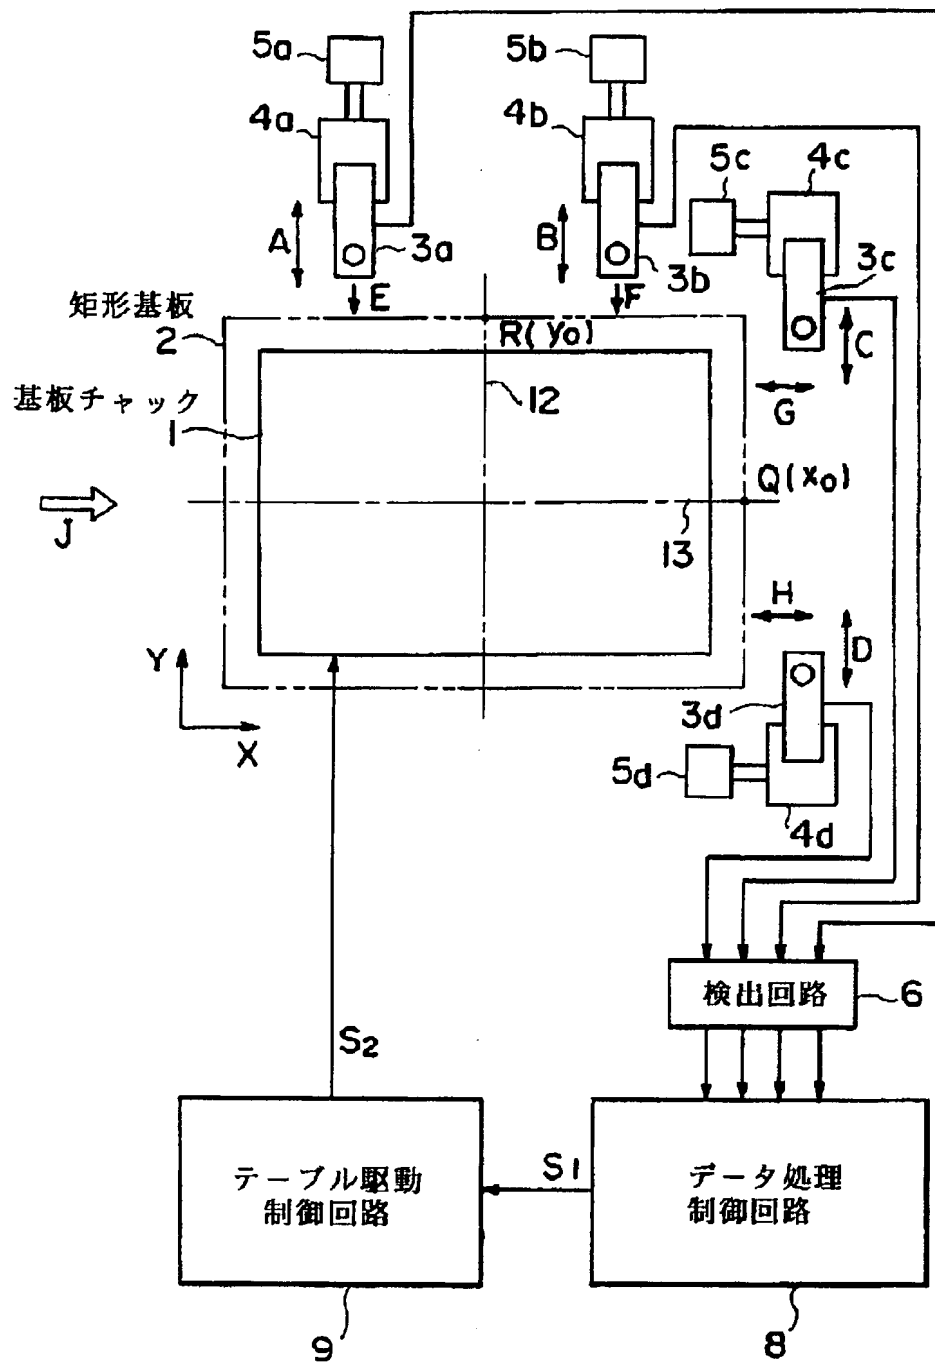 5a
5b
4a
4b
5c
4c
A
3a
B
3b
3c
E
F
C
矩形基板
2
R(y0)
G
基板チャック
1
12
Q(x0)
J
13
H
Y
D
X
3d
5d
4d
検出回路
6
S2
S1
テーブル駆動
制御回路
データ処理
制御回路
9
8